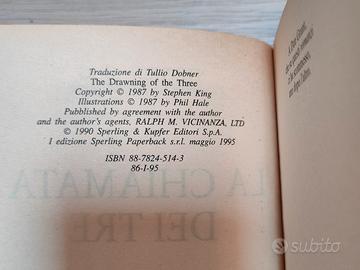 Traduzione di Tullio Dobner
The Drawning of the Three
Copyright © 1987 by Stephen King
Illustrations © 1987 by Phil Hale
Published by agreement with the author
and the author's agents, RALPH M. VICINANZA, LTD
© 1990 Sperling & Kupfer Editori S.p.A.
I edizione Sperling Paperback s.r.l. maggio 1995
ISBN 88-7824-514-3
86-I-95
LA CHIAMATA
DEI TRE
subito